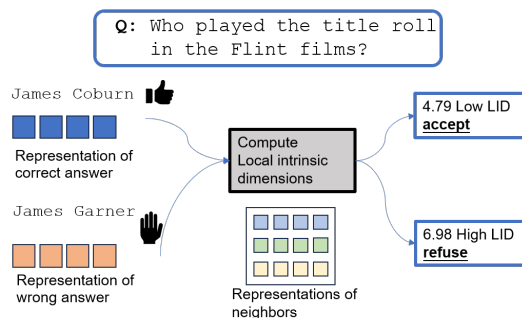 Q: Who played the title roll
in the Flint films?
James Coburn
Representation of
correct answer
James Garner
Representation of
wrong answer
Compute
Local intrinsic
dimensions
Representations of
neighbors
4.79 Low LID
accept
6.98 High LID
refuse